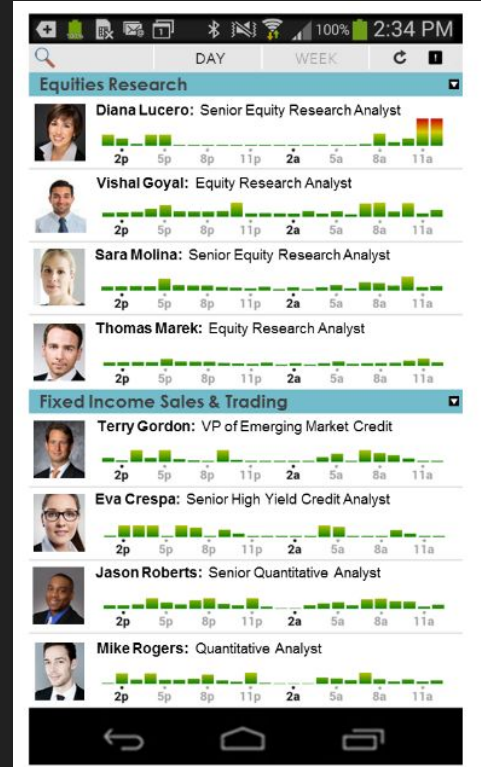 1 100% 2:34 PM
DAY WEEK
Equities Research
Diana Lucero: Senior Equity Research Analyst
2p 5p 8p 11p 2a 5a 8a 11a
Vishal Goyal: Equity Research Analyst
2p 5p 8p 11p 2a 5a 8a 11a
Sara Molina: Senior Equity Research Analyst
2p 5p 8p 11p 2a 5a 8a 11a
Thomas Marek: Equity Research Analyst
2p 5p 8p 11p 2a 5a 8a 11a
Fixed Income Sales & Trading
Terry Gordon: VP of Emerging Market Credit
2p 5p 8p 11p 2a 5a 8a 11a
Eva Crespa: Senior High Yield Credit Analyst
2p 5p 8p 11p 2a 5a 8a 11a
Jason Roberts: Senior Quantitative Analyst
2p 5p 8p 11p 2a 5a 8a 11a
Mike Rogers: Quantitative Analyst
2p 5p 8p 11p 2a 5a 8a 11a